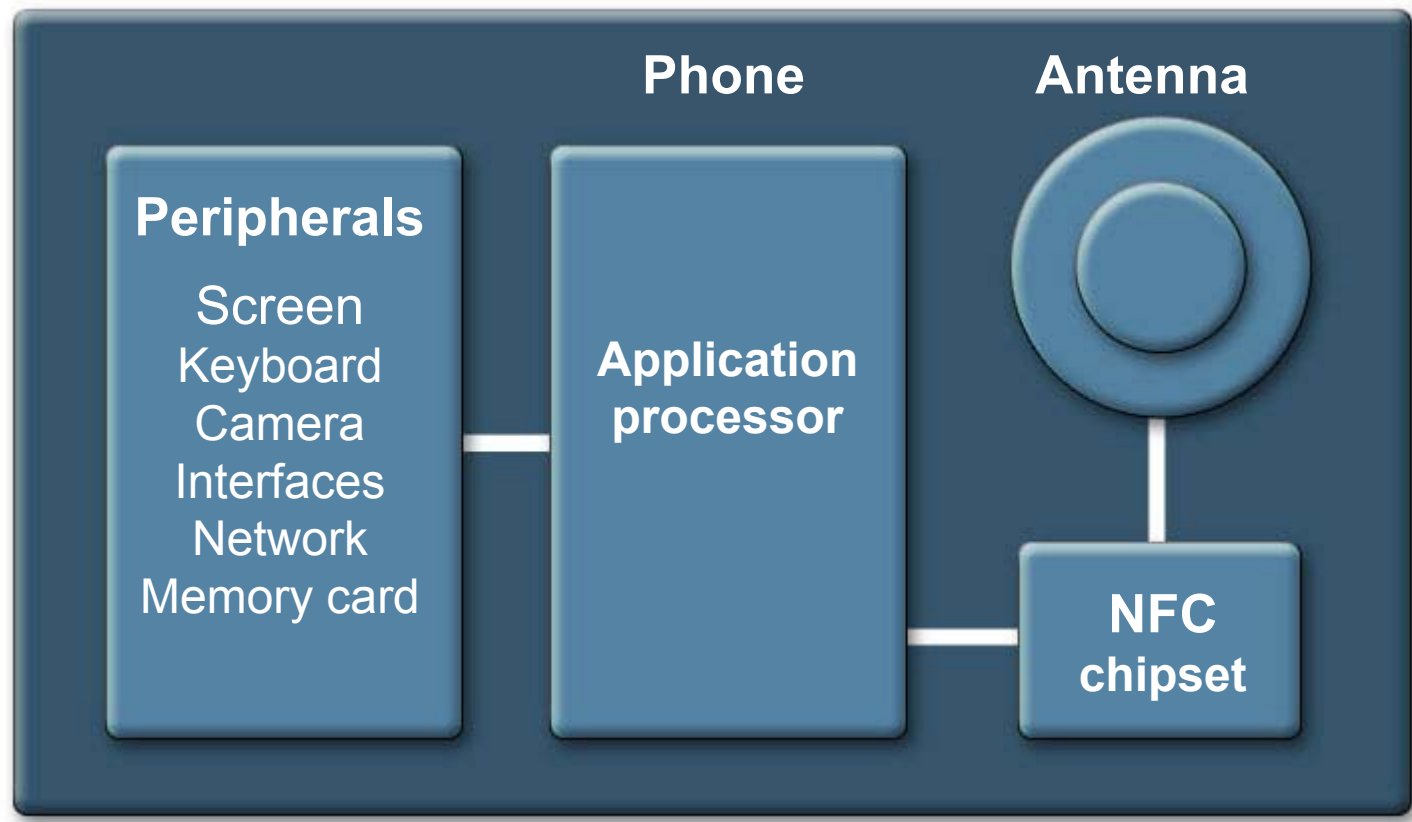 Phone
Antenna
Peripherals
Screen
Keyboard
Camera
Interfaces
Network
Memory card
Application
processor
NFC
chipset